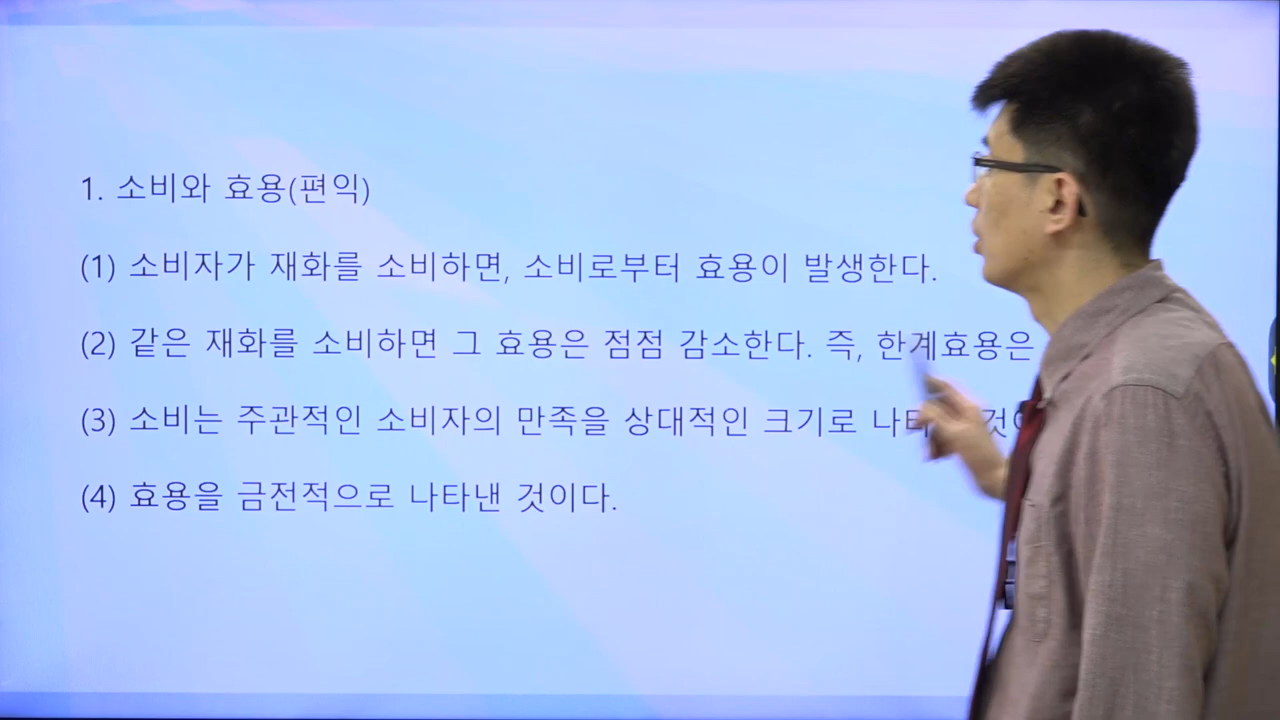 1. 소비와 효용(편익)
(1) 소비자가 재화를 소비하면, 소비로부터 효용이 발생한다.
(2) 같은 재화를 소비하면 그 효용은 점점 감소한다. 즉, 한계효용은
(3) 소비는 주관적인 소비자의 만족을 상대적인 크기로
(4) 효용을 금전적으로 나타낸 것이다.